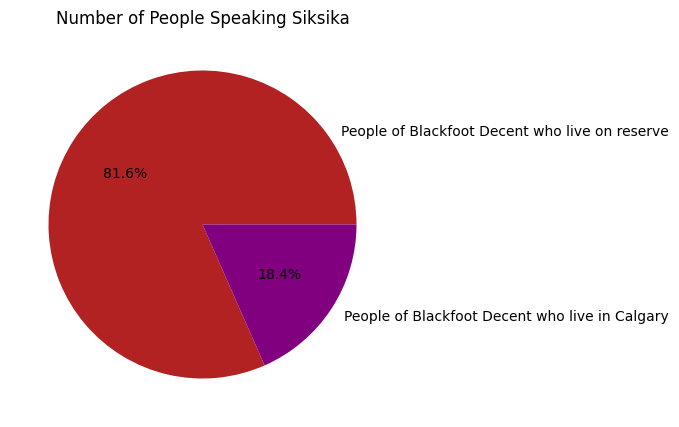 Number of People Speaking Siksika
People of Blackfoot Decent who live on reserve
81.6%
18.4%
People of Blackfoot Decent who live in Calgary